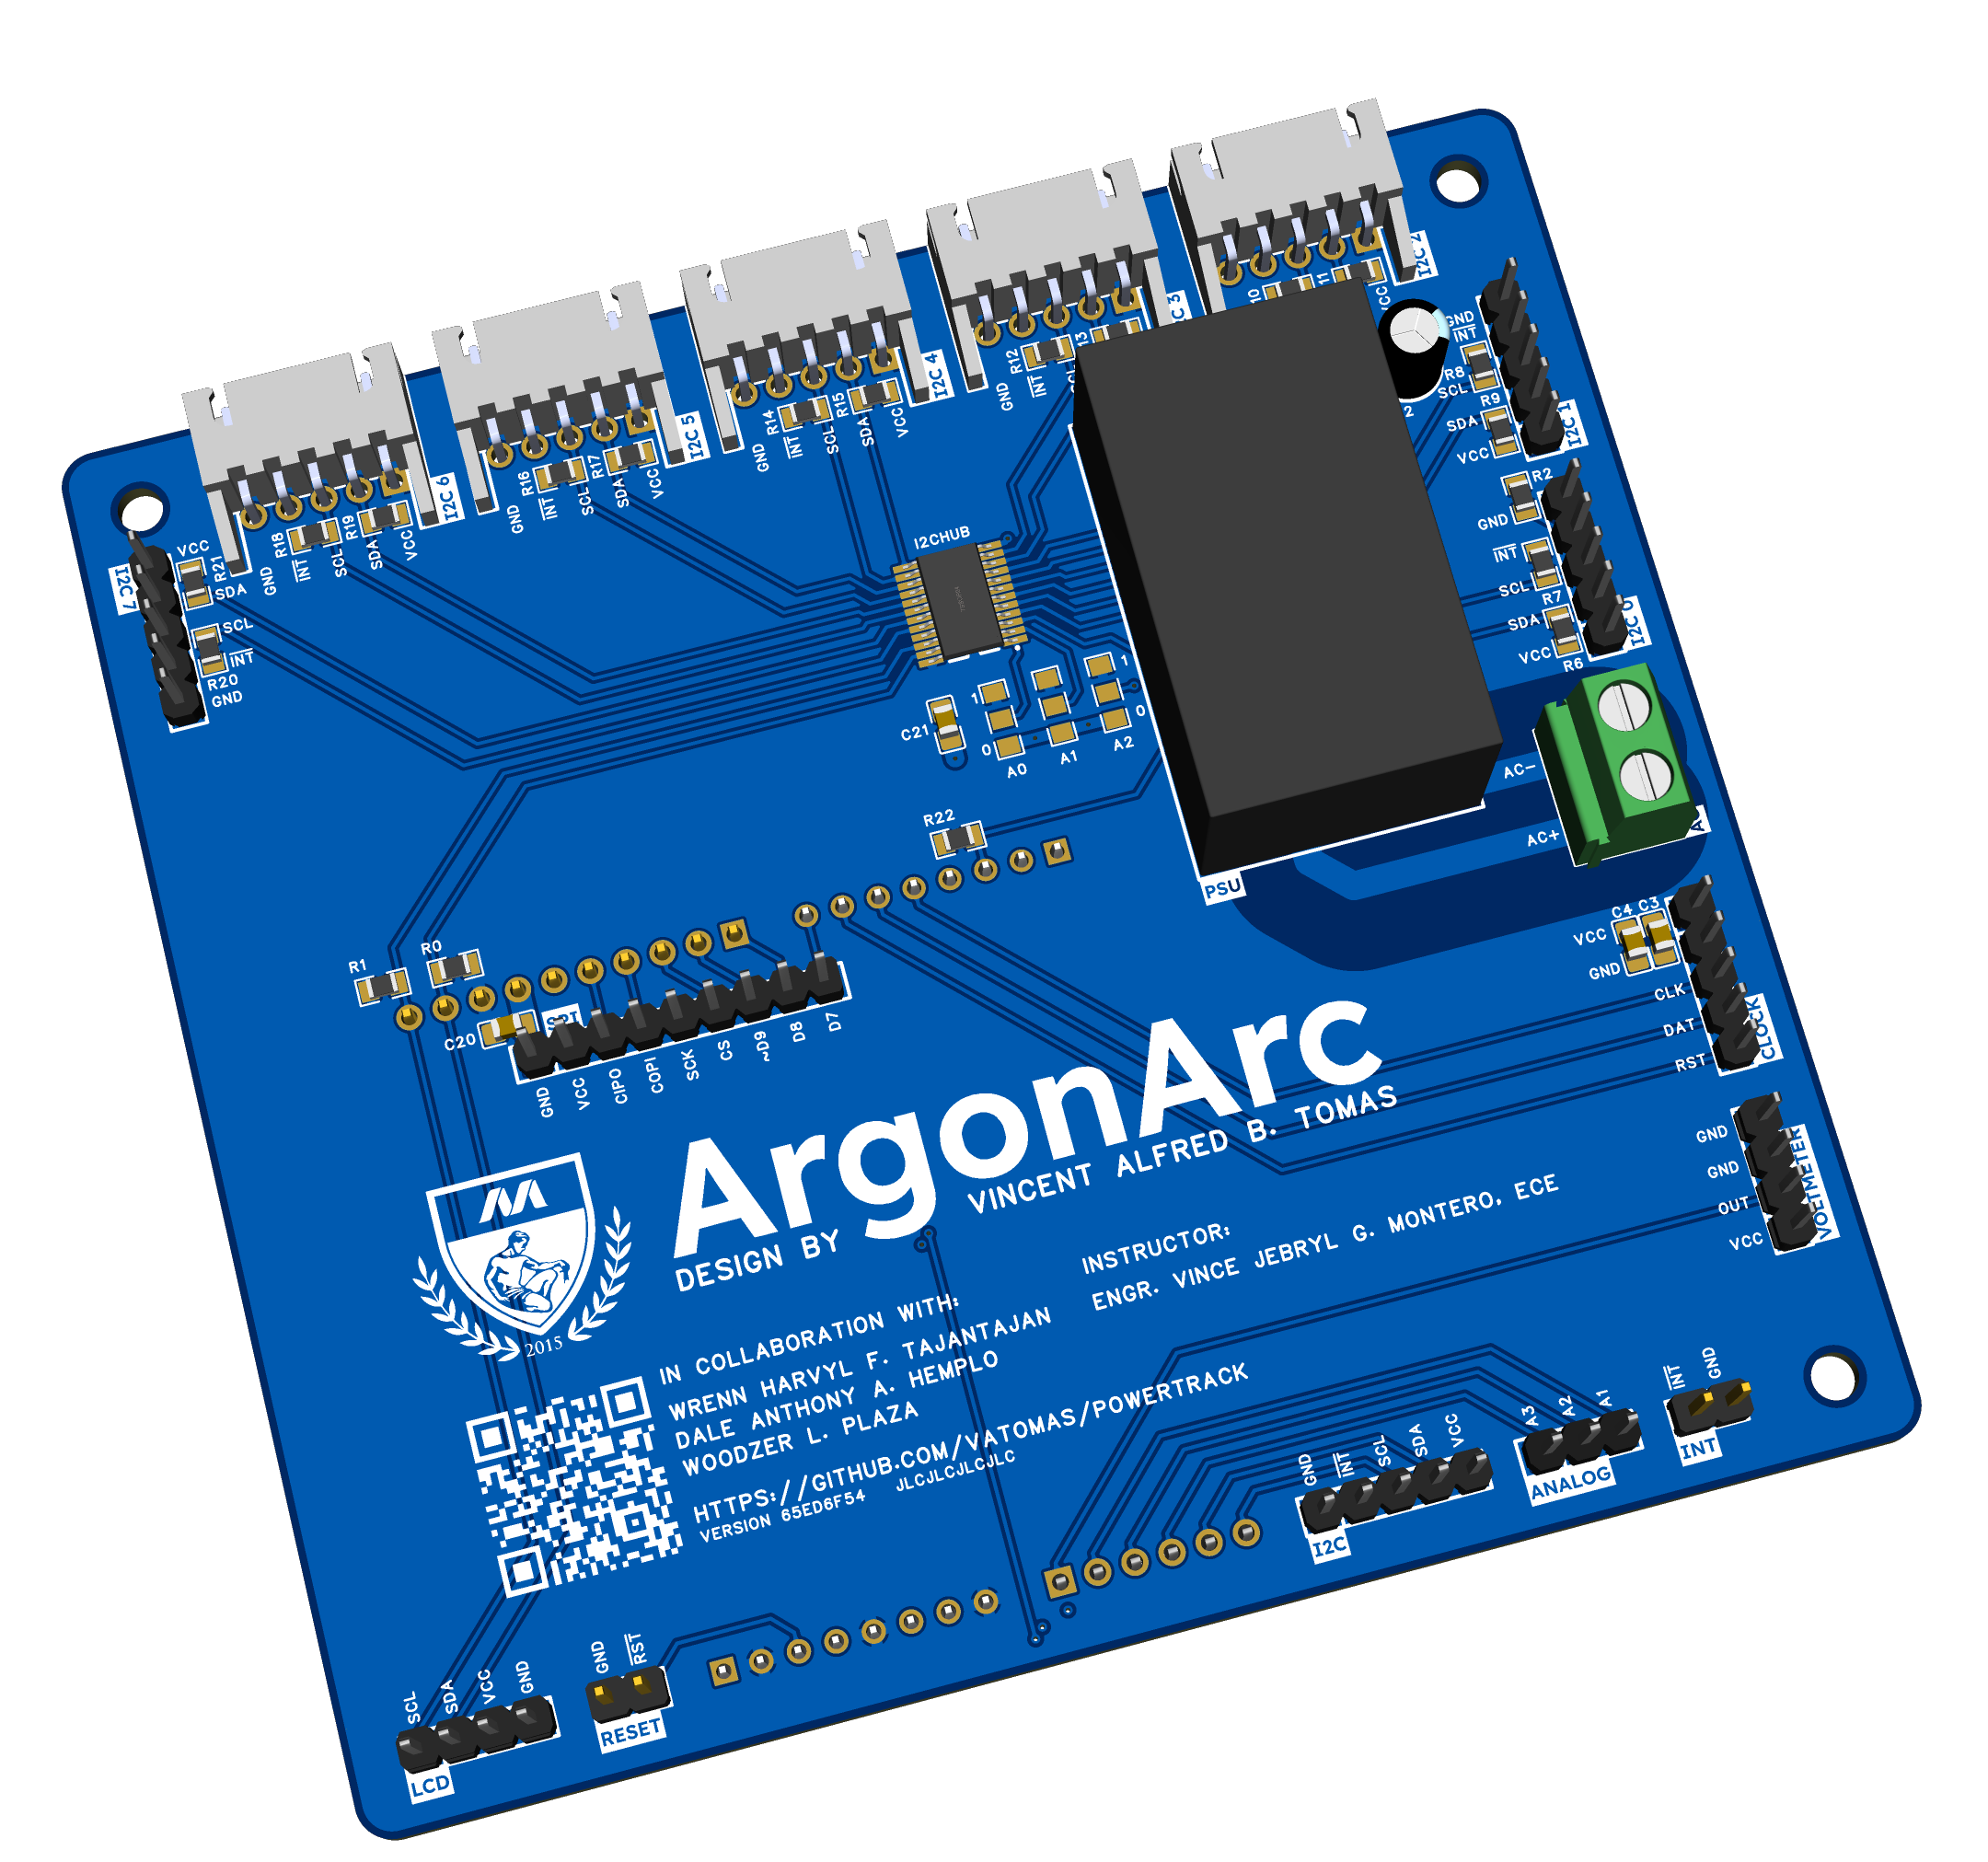 I2C 2
I2C 4
I2C 5
I2C 6
I2C 7
I2C 1
R11
VCC
GND
R12
INT
GND
R14
INT
SCL
R15
SDA
VCC
GND
R16
INT
SCL
R17
SDA
VCC
GND
R18
INT
SCL
R19
SDA
VCC
VCC
R21
SDA
SCL
INT
R20
GND
GND
INT
R8
SCL
R9
SDA
VCC
R2
GND
INT
SCL
R7
SDA
VCC
R6
I2C 0
I2CHUB
C21
1
0
A0
A1
A2
1
0
R22
PSU
AC-
AC+
C4
C3
VCC
GND
CLK
DAT
RST
CLOCK
R1
R0
C20
SPI
GND
VCC
CIPO
COPI
SCK
CS
~D9
D8
D7
GND
GND
OUT
VCC
VOLTMETER
ArgonArc
DESIGN BY VINCENT ALFRED B. TOMAS
2015
INSTRUCTOR:
ENGR. VINCE JEBRYL G. MONTERO, ECE
IN COLLABORATION WITH:
WRENN HARVYL F. TAJANTAJAN
DALE ANTHONY A. HEMPLO
WOODZER L. PLAZA
HTTPS://GITHUB.COM/VATOMAS/POWERTRACK
VERSION 65ED6F54 JLCJLCJLCJLC
INT
GND
INT
A3
A2
A1
ANALOG
GND
INT
SCL
SDA
VCC
I2C
GND
RST
RESET
SCL
SDA
VCC
GND
LCD